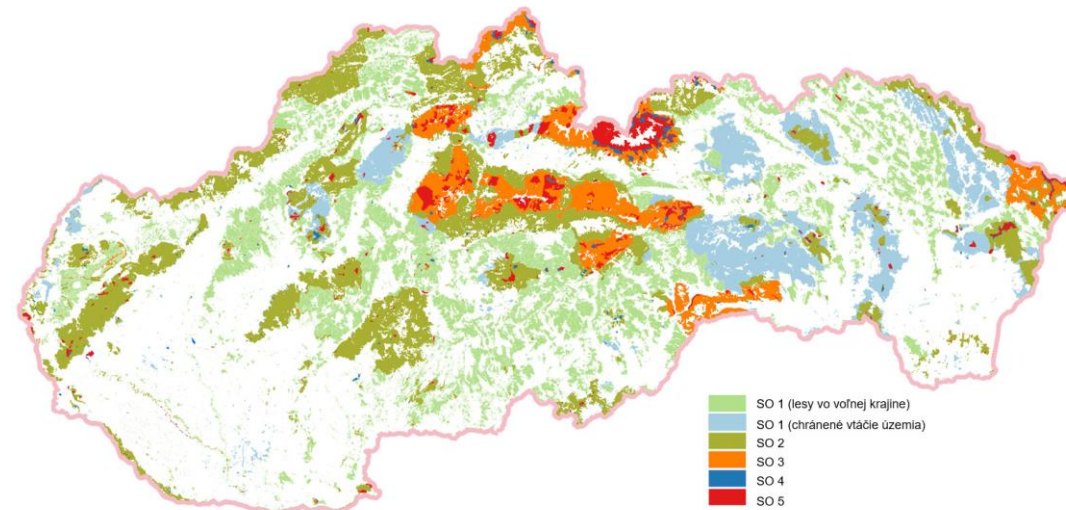 SO 1 (lesy vo voľnej krajine)
SO 1 (chránené vtáčie územia)
SO 2
SO 3
SO 4
SO 5